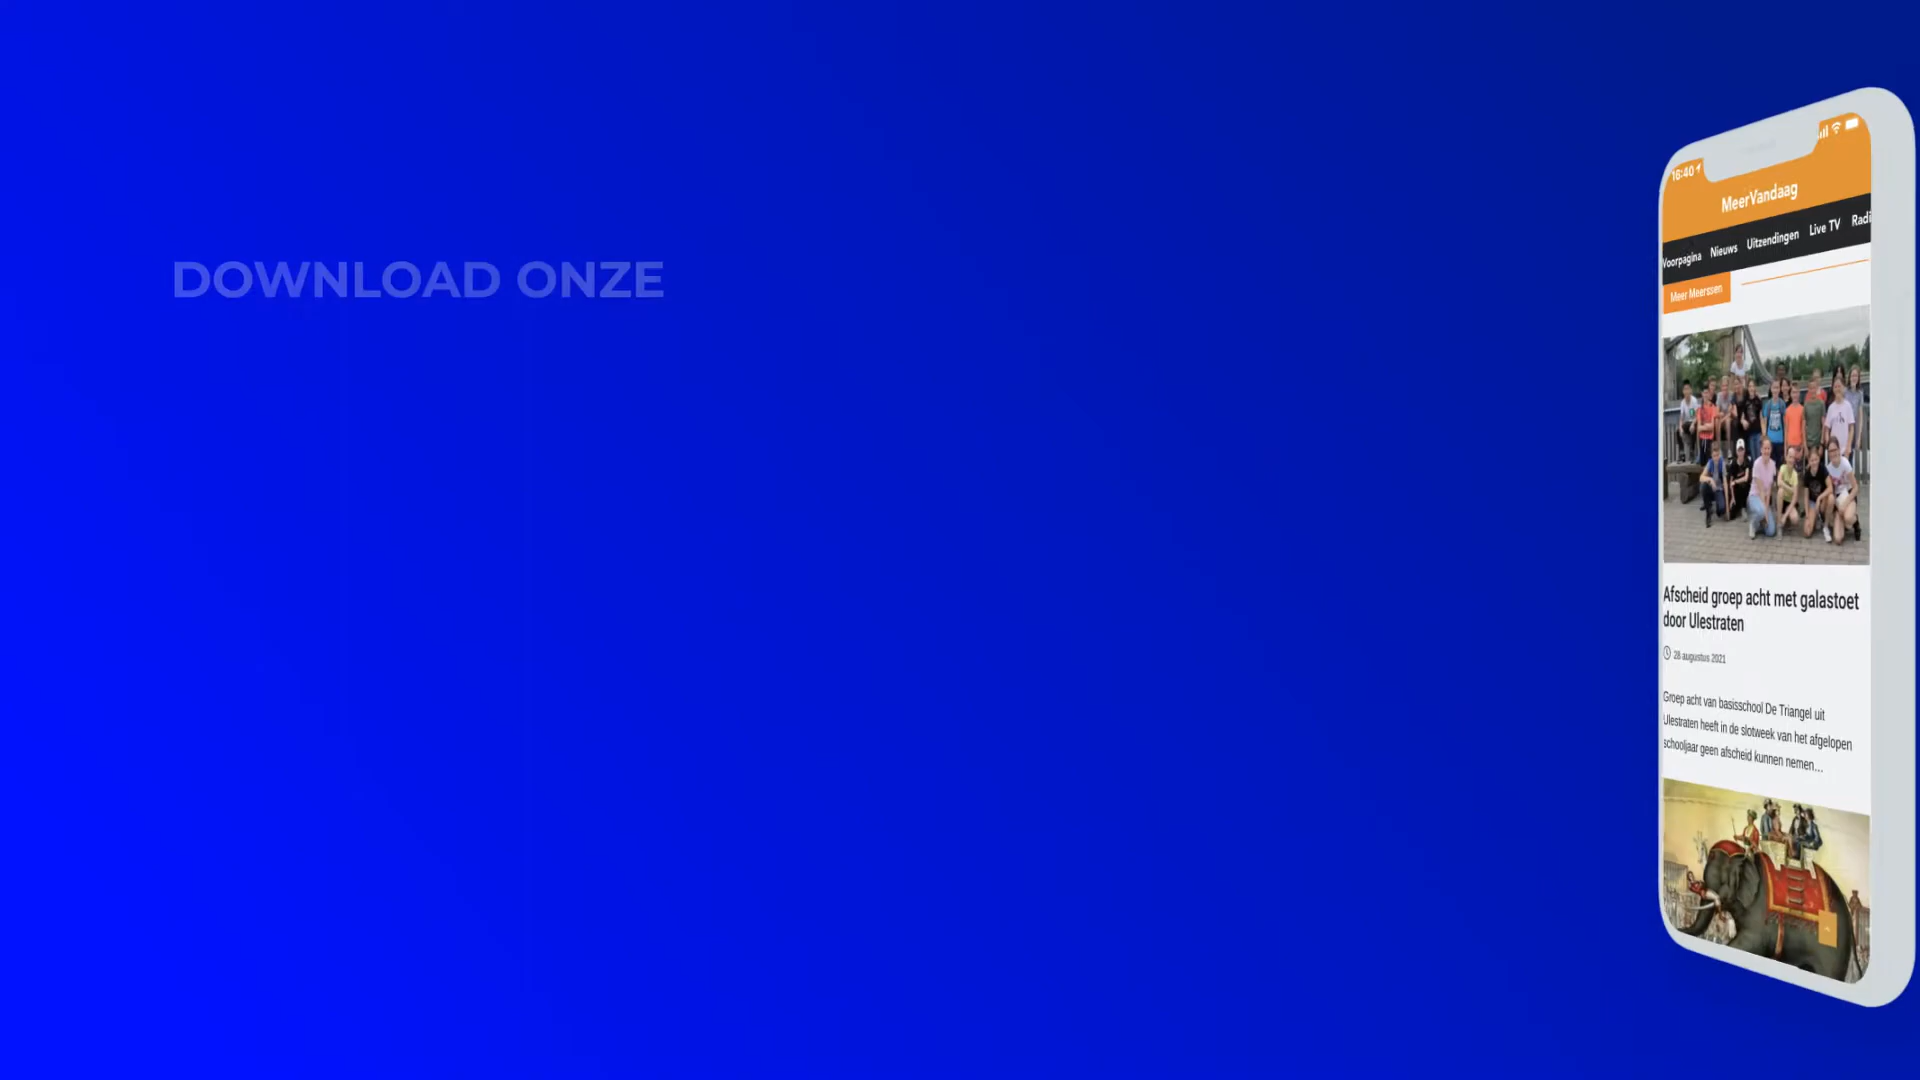 DOWNLOAD ONZE
16:40
MeerVandaag
Voorpagina Nieuws Uitzendingen Live TV Radi
Meer Meerssen
Afscheid groep acht met galastoet
door Ulestraten
28 augustus 2021
Groep acht van basisschool De Triangel uit
Ulestraten heeft in de slotweek van het afgelopen
schooljaar geen afscheid kunnen nemen...